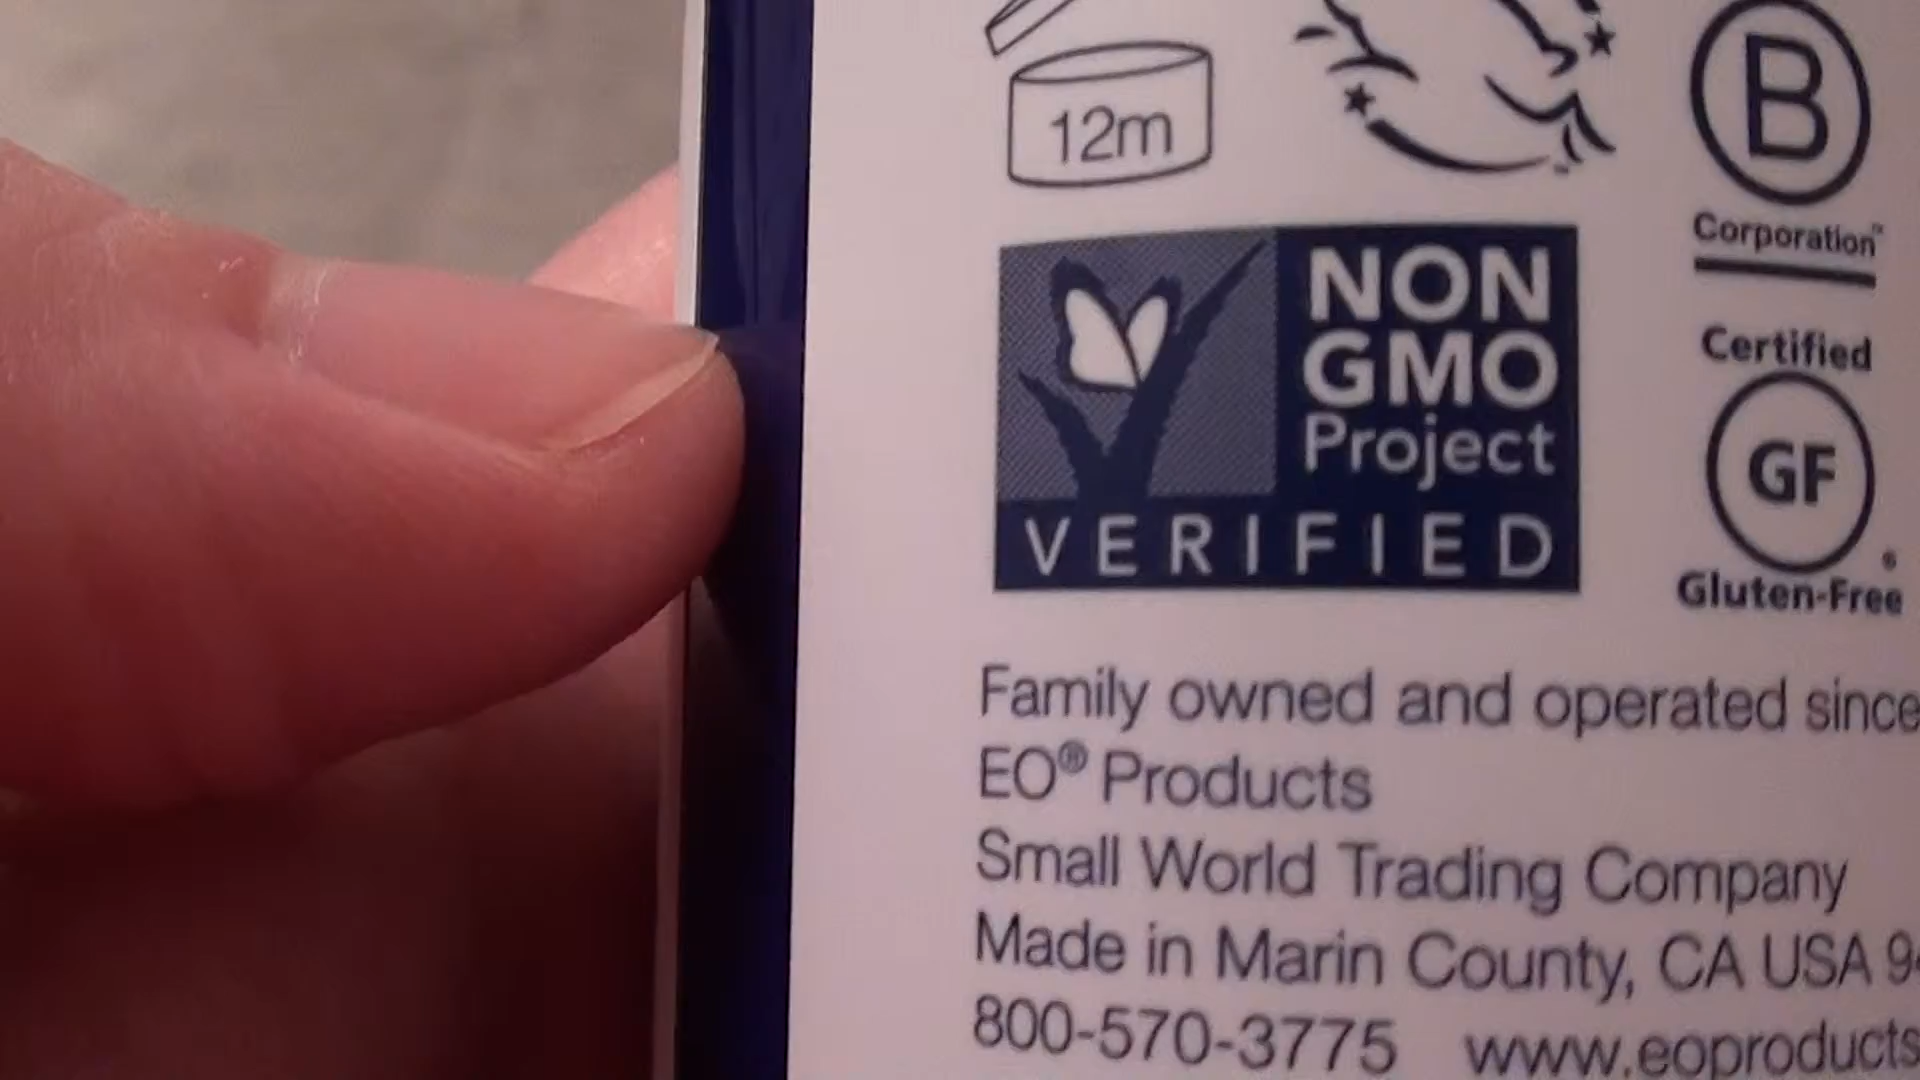 12m
B
Corporation™
NON
GMO
Project
VERIFIED
Certified
GF
Gluten-Free
Family owned and operated since
EO® Products
Small World Trading Company
Made in Marin County, CA USA 9
800-570-3775 www.eoproducts